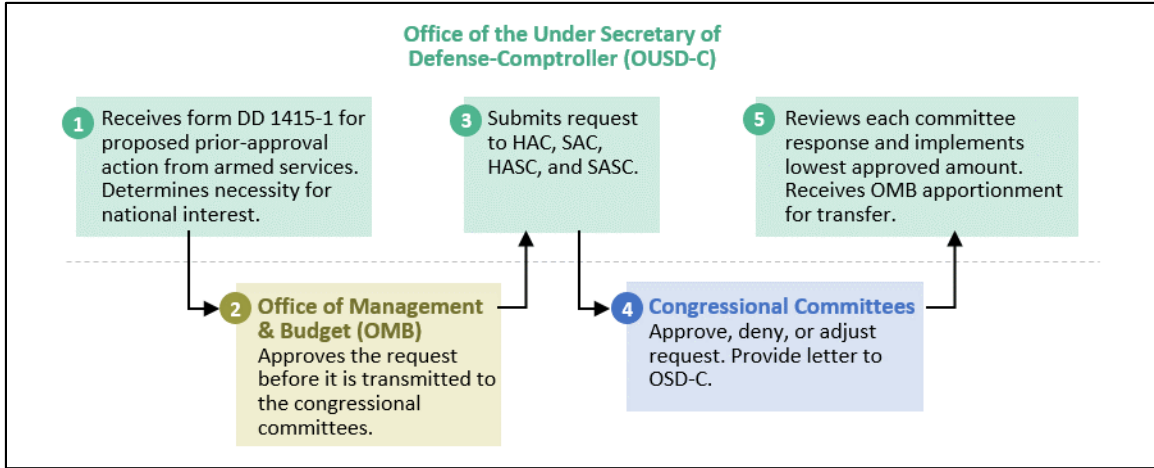 Office of the Under Secretary of
Defense-Comptroller (OUSD-C)
1
Receives form DD 1415-1 for
proposed prior-approval
action from armed services.
Determines necessity for
national interest.
2
Office of Management
& Budget (OMB)
Approves the request
before it is transmitted to
the congressional
committees.
3
Submits request
to HAC, SAC,
HASC, and SASC.
4
Congressional Committees
Approve, deny, or adjust
request. Provide letter to
OSD-C.
5
Reviews each committee
response and implements
lowest approved amount.
Receives OMB apportionment
for transfer.